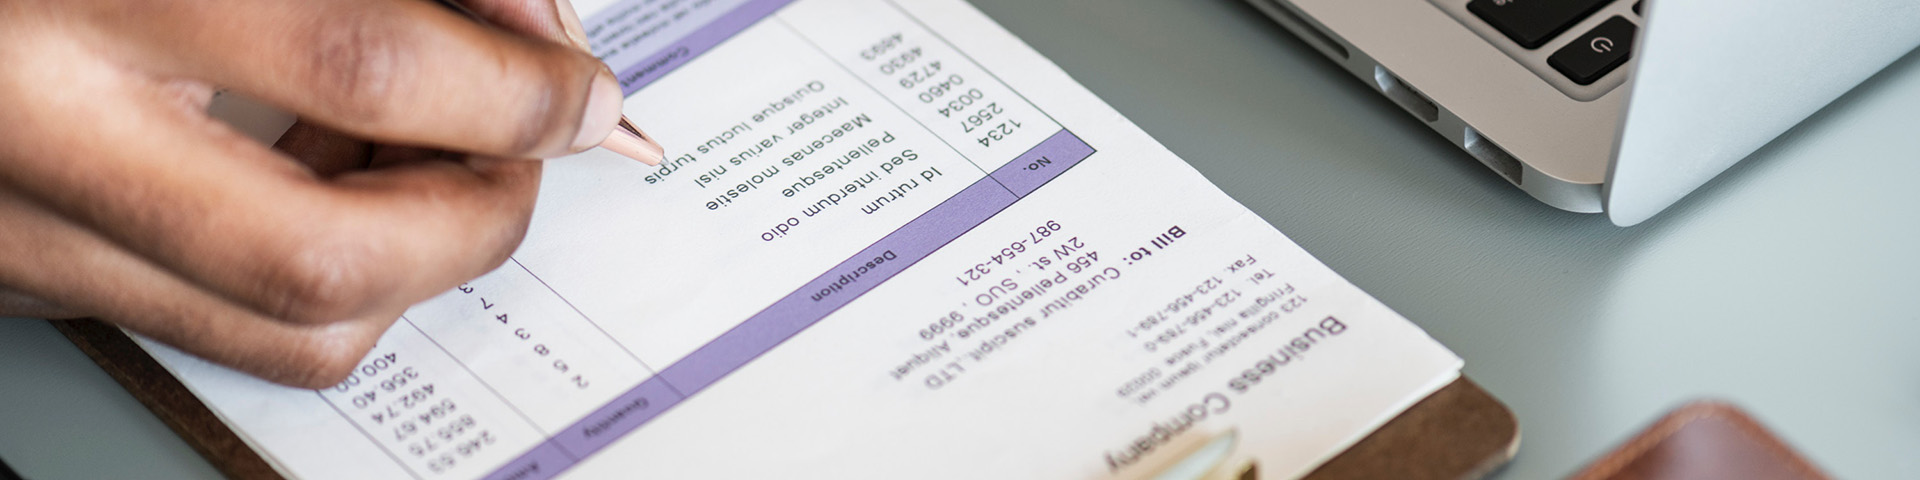 Business Company
123 consectetur ipsum vel,
Fringilla nisl, Fusce 00099
Tel. 123-456-789-0
Fax. 123-456-789-1
Bill to: Curabitur suscipit, LTD
456 Pellentesque, Aliquet
2W st., SUO, 9999
987-654-321
No. Description Quantity
1234 Id rutrum 2 246.53
2567 Sed interdum odio 5 855.75
0034 Pellentesque 8 594.67
0460 Maecenas molestie 3 492.74
4729 Integer varius nisl 4 356.40
4930 Quisque luctus turpis 7 400.00
4893 3
Comment